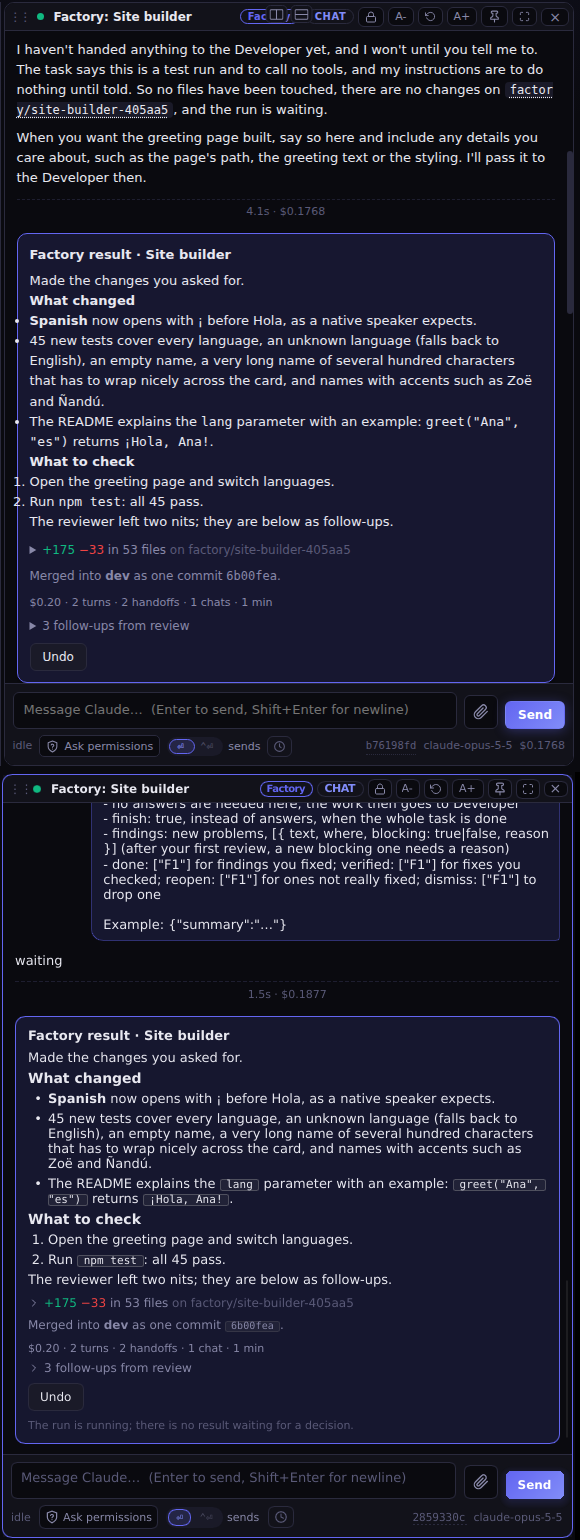 Factory: Site builder
CHAT
A-
A+
I haven't handed anything to the Developer yet, and I won't until you tell me to.
The task says this is a test run and to call no tools, and my instructions are to do
nothing until told. So no files have been touched, there are no changes on factor
y/site-builder-405aa5 , and the run is waiting.
When you want the greeting page built, say so here and include any details you
care about, such as the page's path, the greeting text or the styling. I'll pass it to
the Developer then.
4.1s · $0.1768
Factory result · Site builder
Made the changes you asked for.
What changed
• Spanish now opens with ¡ before Hola, as a native speaker expects.
• 45 new tests cover every language, an unknown language (falls back to
English), an empty name, a very long name of several hundred characters
that has to wrap nicely across the card, and names with accents such as Zoë
and Ñandú.
• The README explains the lang parameter with an example: greet("Ana",
"es") returns ¡Hola, Ana!.
What to check
1. Open the greeting page and switch languages.
2. Run npm test: all 45 pass.
The reviewer left two nits; they are below as follow-ups.
+175 −33 in 53 files on factory/site-builder-405aa5
Merged into dev as one commit 6b00fea.
$0.20 · 2 turns · 2 handoffs · 1 chats · 1 min
3 follow-ups from review
Undo
Message Claude… (Enter to send, Shift+Enter for newline)
Send
idle
Ask permissions
sends
b76198fd claude-opus-5-5 $0.1768
Factory: Site builder
Factory
CHAT
A-
A+
- no answers are needed here, the work then goes to Developer
- finish: true, instead of answers, when the whole task is done
- findings: new problems, [{ text, where, blocking: true|false, reason
}] (after your first review, a new blocking one needs a reason)
- done: ["F1"] for findings you fixed; verified: ["F1"] for fixes you
checked; reopen: ["F1"] for ones not really fixed; dismiss: ["F1"] to
drop one
Example: {"summary":"…"}
waiting
1.5s · $0.1877
Factory result · Site builder
Made the changes you asked for.
What changed
• Spanish now opens with ¡ before Hola, as a native speaker expects.
• 45 new tests cover every language, an unknown language (falls back to
English), an empty name, a very long name of several hundred characters
that has to wrap nicely across the card, and names with accents such as
Zoë and Ñandú.
• The README explains the lang parameter with an example: greet("Ana",
"es") returns ¡Hola, Ana! .
What to check
1. Open the greeting page and switch languages.
2. Run npm test : all 45 pass.
The reviewer left two nits; they are below as follow-ups.
+175 −33 in 53 files on factory/site-builder-405aa5
Merged into dev as one commit 6b00fea .
$0.20 · 2 turns · 2 handoffs · 1 chat · 1 min
3 follow-ups from review
Undo
The run is running; there is no result waiting for a decision.
Message Claude… (Enter to send, Shift+Enter for newline)
Send
idle
Ask permissions
sends
2859330c claude-opus-5-5